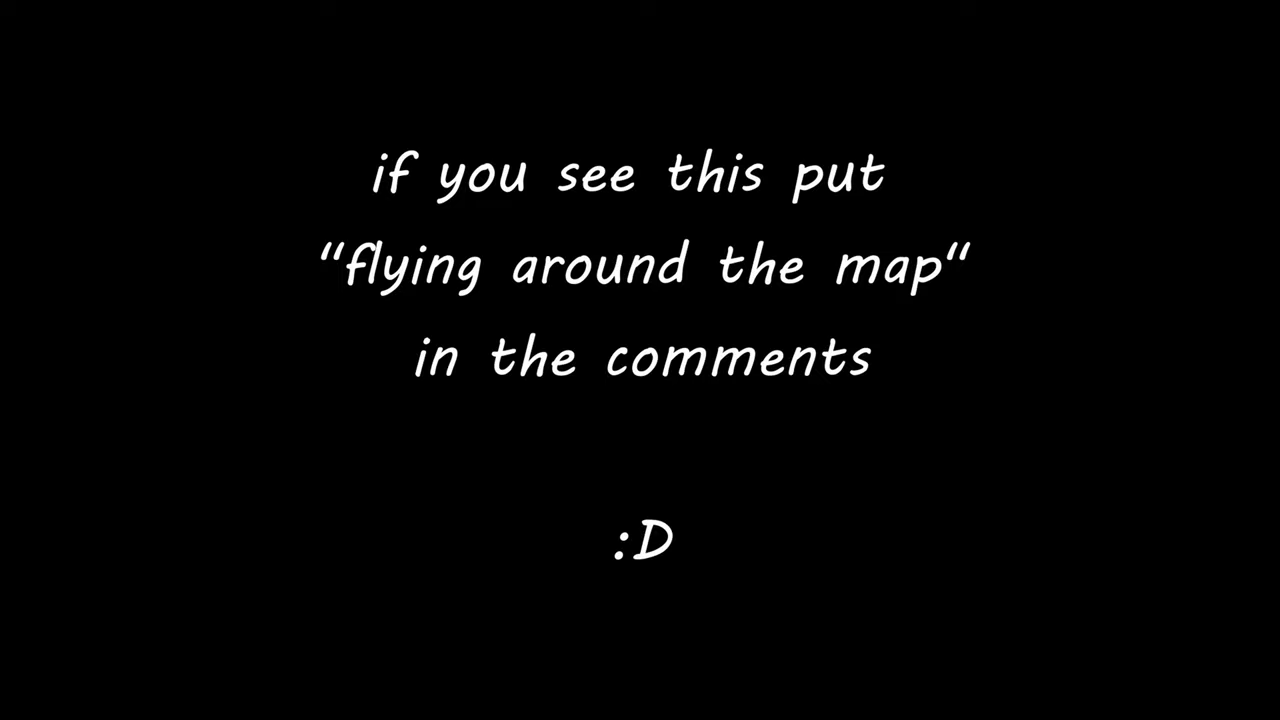 if you see this put
“flying around the map“
in the comments
:D